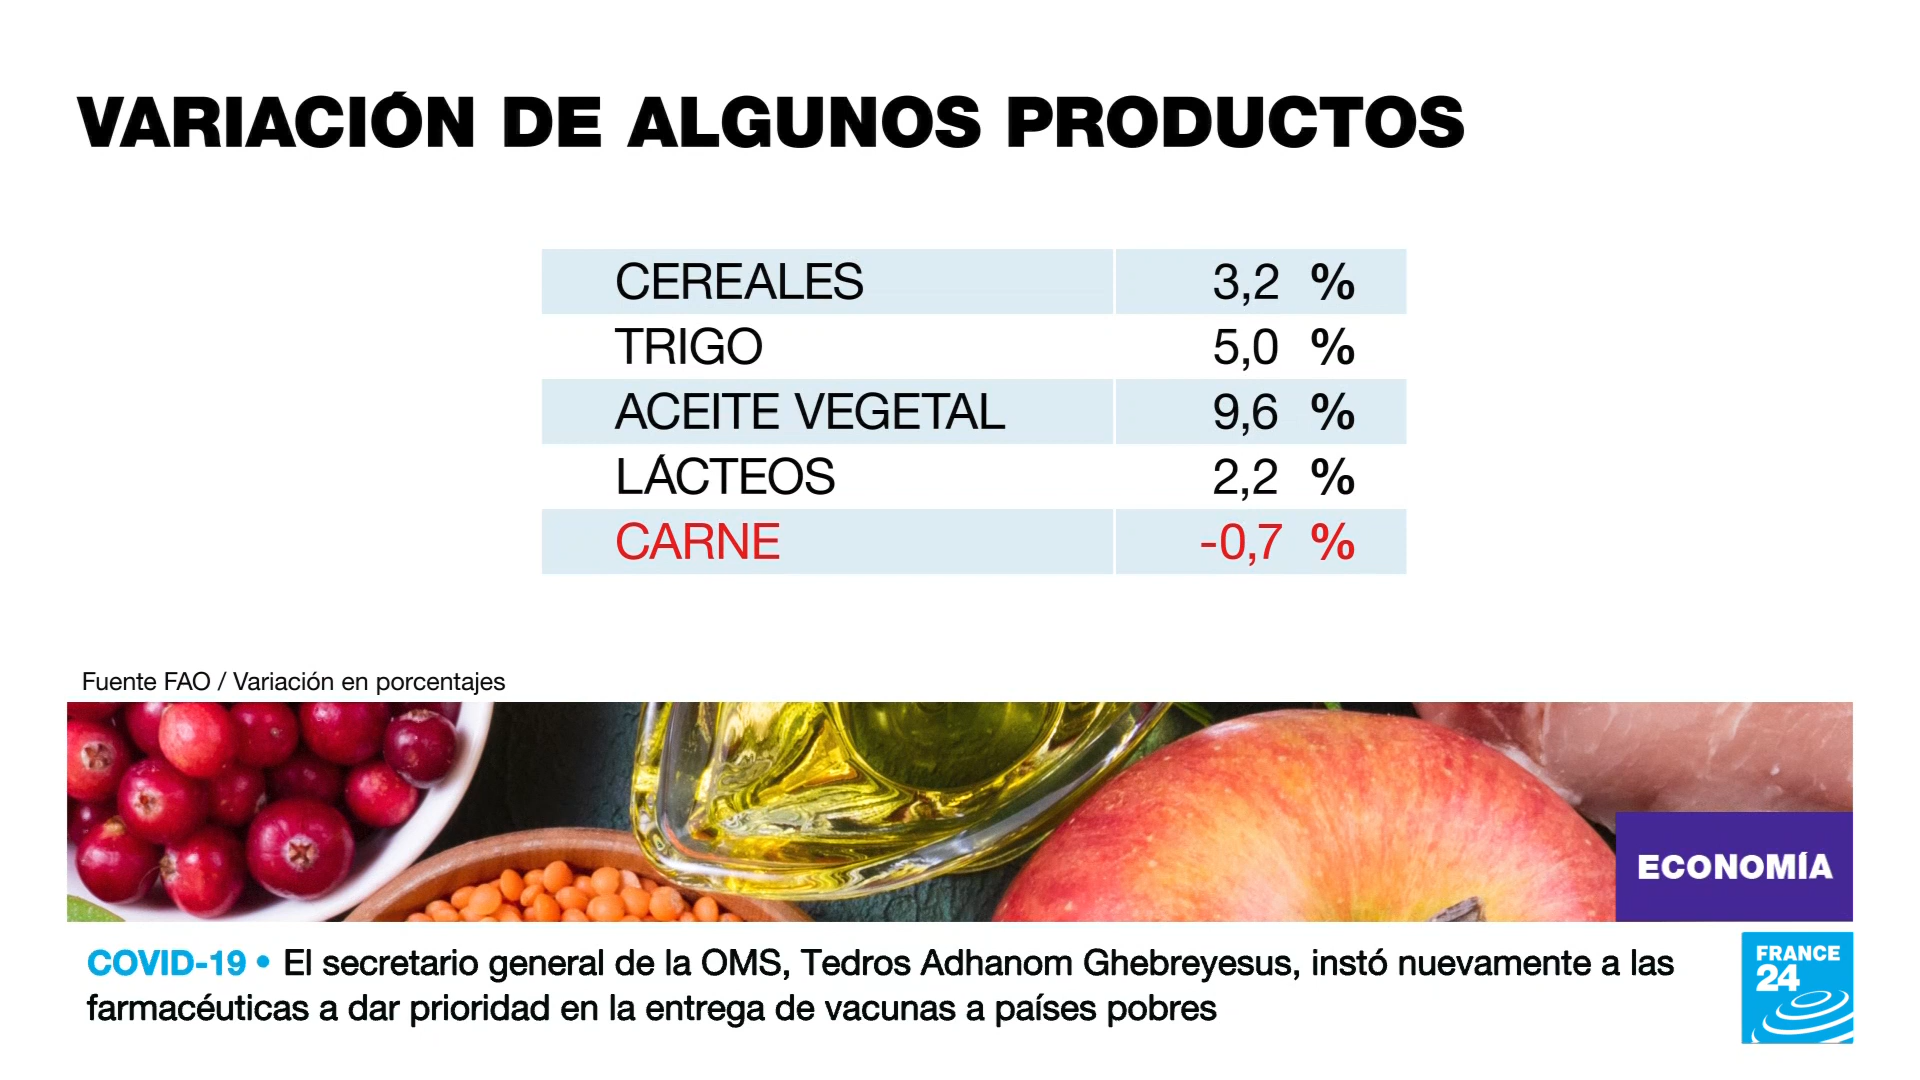 VARIACIÓN DE ALGUNOS PRODUCTOS
CEREALES 3,2 %
TRIGO 5,0 %
ACEITE VEGETAL 9,6 %
LÁCTEOS 2,2 %
CARNE -0,7 %
Fuente FAO / Variación en porcentajes
ECONOMÍA
COVID-19 • El secretario general de la OMS, Tedros Adhanom Ghebreyesus, instó nuevamente a las
farmacéuticas a dar prioridad en la entrega de vacunas a países pobres
FRANCE
24